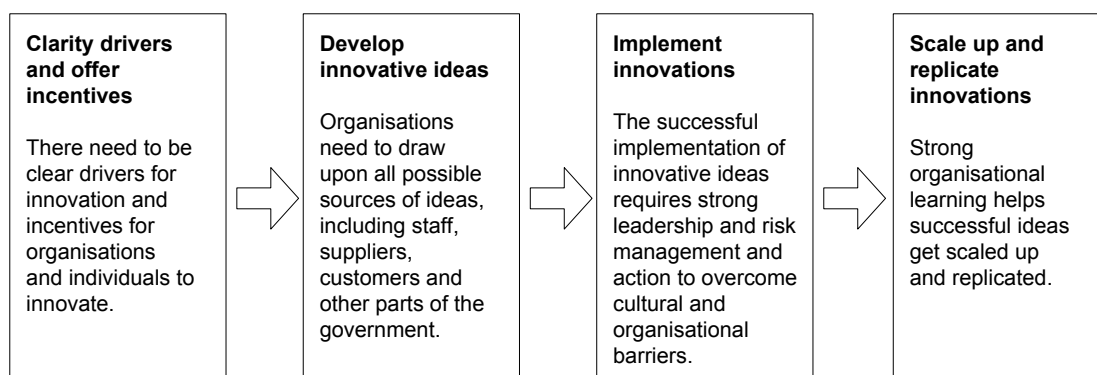 Clarity drivers
and offer
incentives
There need to be
clear drivers for
innovation and
incentives for
organisations
and individuals to
innovate.
Develop
innovative ideas
Organisations
need to draw
upon all possible
sources of ideas,
including staff,
suppliers,
customers and
other parts of the
government.
Implement
innovations
The successful
implementation of
innovative ideas
requires strong
leadership and risk
management and
action to overcome
cultural and
organisational
barriers.
Scale up and
replicate
innovations
Strong
organisational
learning helps
successful ideas
get scaled up
and replicated.